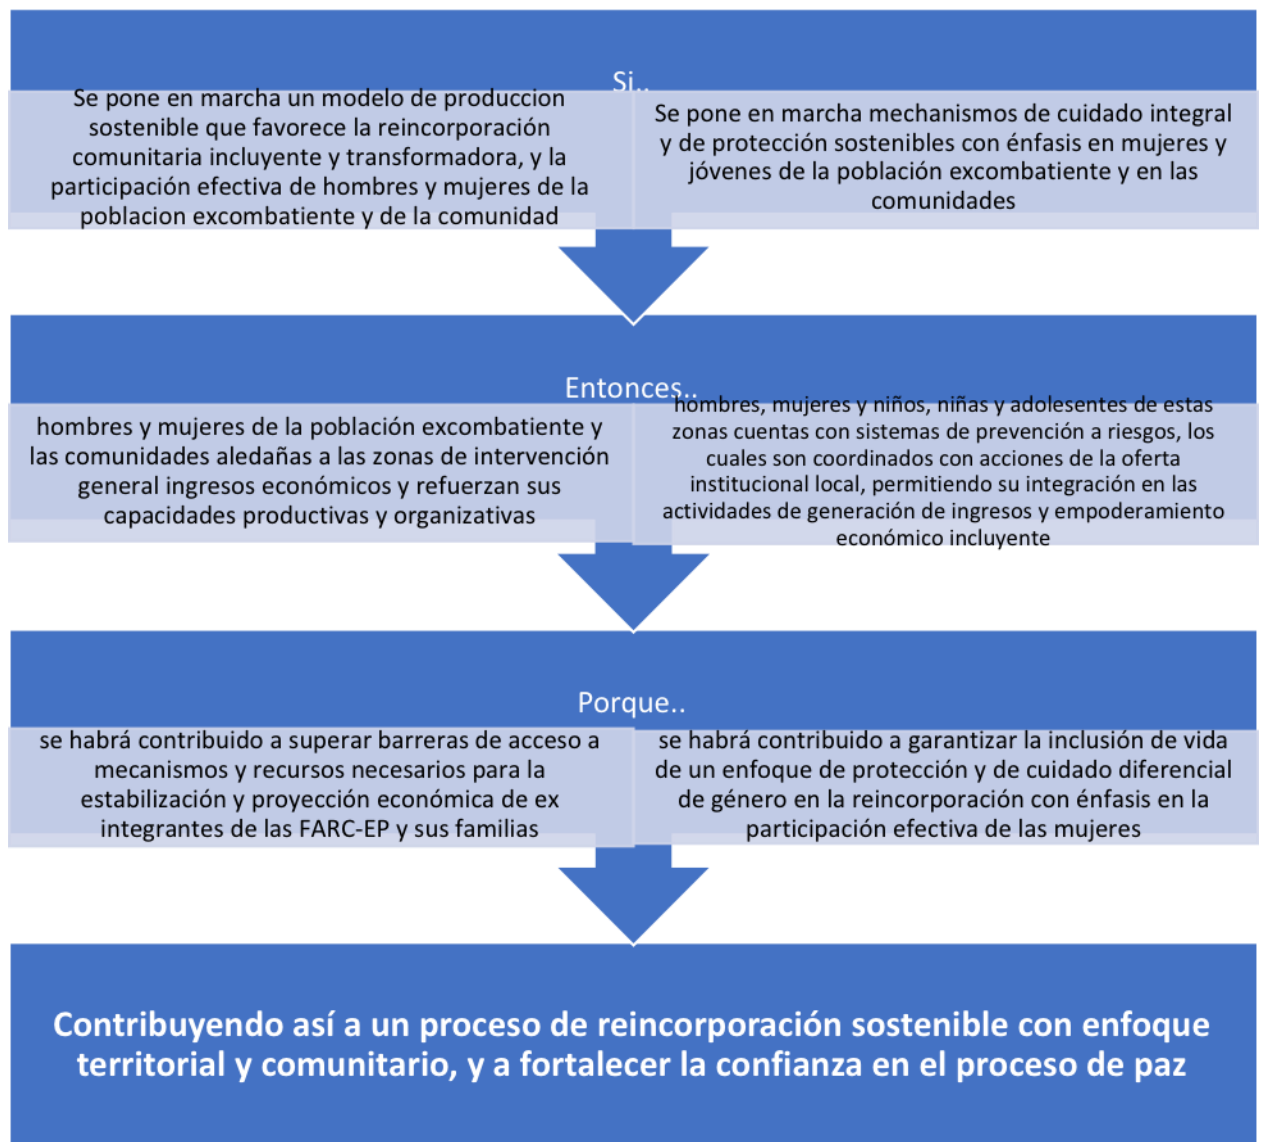 Si..
Se pone en marcha un modelo de produccion
sostenible que favorece la reincorporación
comunitaria incluyente y transformadora, y la
participación efectiva de hombres y mujeres de la
poblacion excombatiente y de la comunidad
Se pone en marcha mechanismos de cuidado integral
y de protección sostenibles con énfasis en mujeres y
jóvenes de la población excombatiente y en las
comunidades
Entonces..
hombres y mujeres de la población excombatiente y
las comunidades aledañas a las zonas de intervención
general ingresos económicos y refuerzan sus
capacidades productivas y organizativas
hombres, mujeres y niños, niñas y adolesentes de estas
zonas cuentas con sistemas de prevención a riesgos, los
cuales son coordinados con acciones de la oferta
institucional local, permitiendo su integración en las
actividades de generación de ingresos y empoderamiento
económico incluyente
Porque..
se habrá contribuido a superar barreras de acceso a
mecanismos y recursos necesarios para la
estabilización y proyección económica de ex
integrantes de las FARC-EP y sus familias
se habrá contribuido a garantizar la inclusión de vida
de un enfoque de protección y de cuidado diferencial
de género en la reincorporación con énfasis en la
participación efectiva de las mujeres
Contribuyendo así a un proceso de reincorporación sostenible con enfoque
territorial y comunitario, y a fortalecer la confianza en el proceso de paz